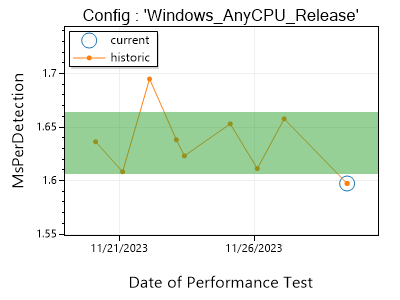 Config : 'Windows_AnyCPU_Release'
current
historic
1.7
1.65
1.6
1.55
MsPerDetection
11/21/2023
11/26/2023
Date of Performance Test